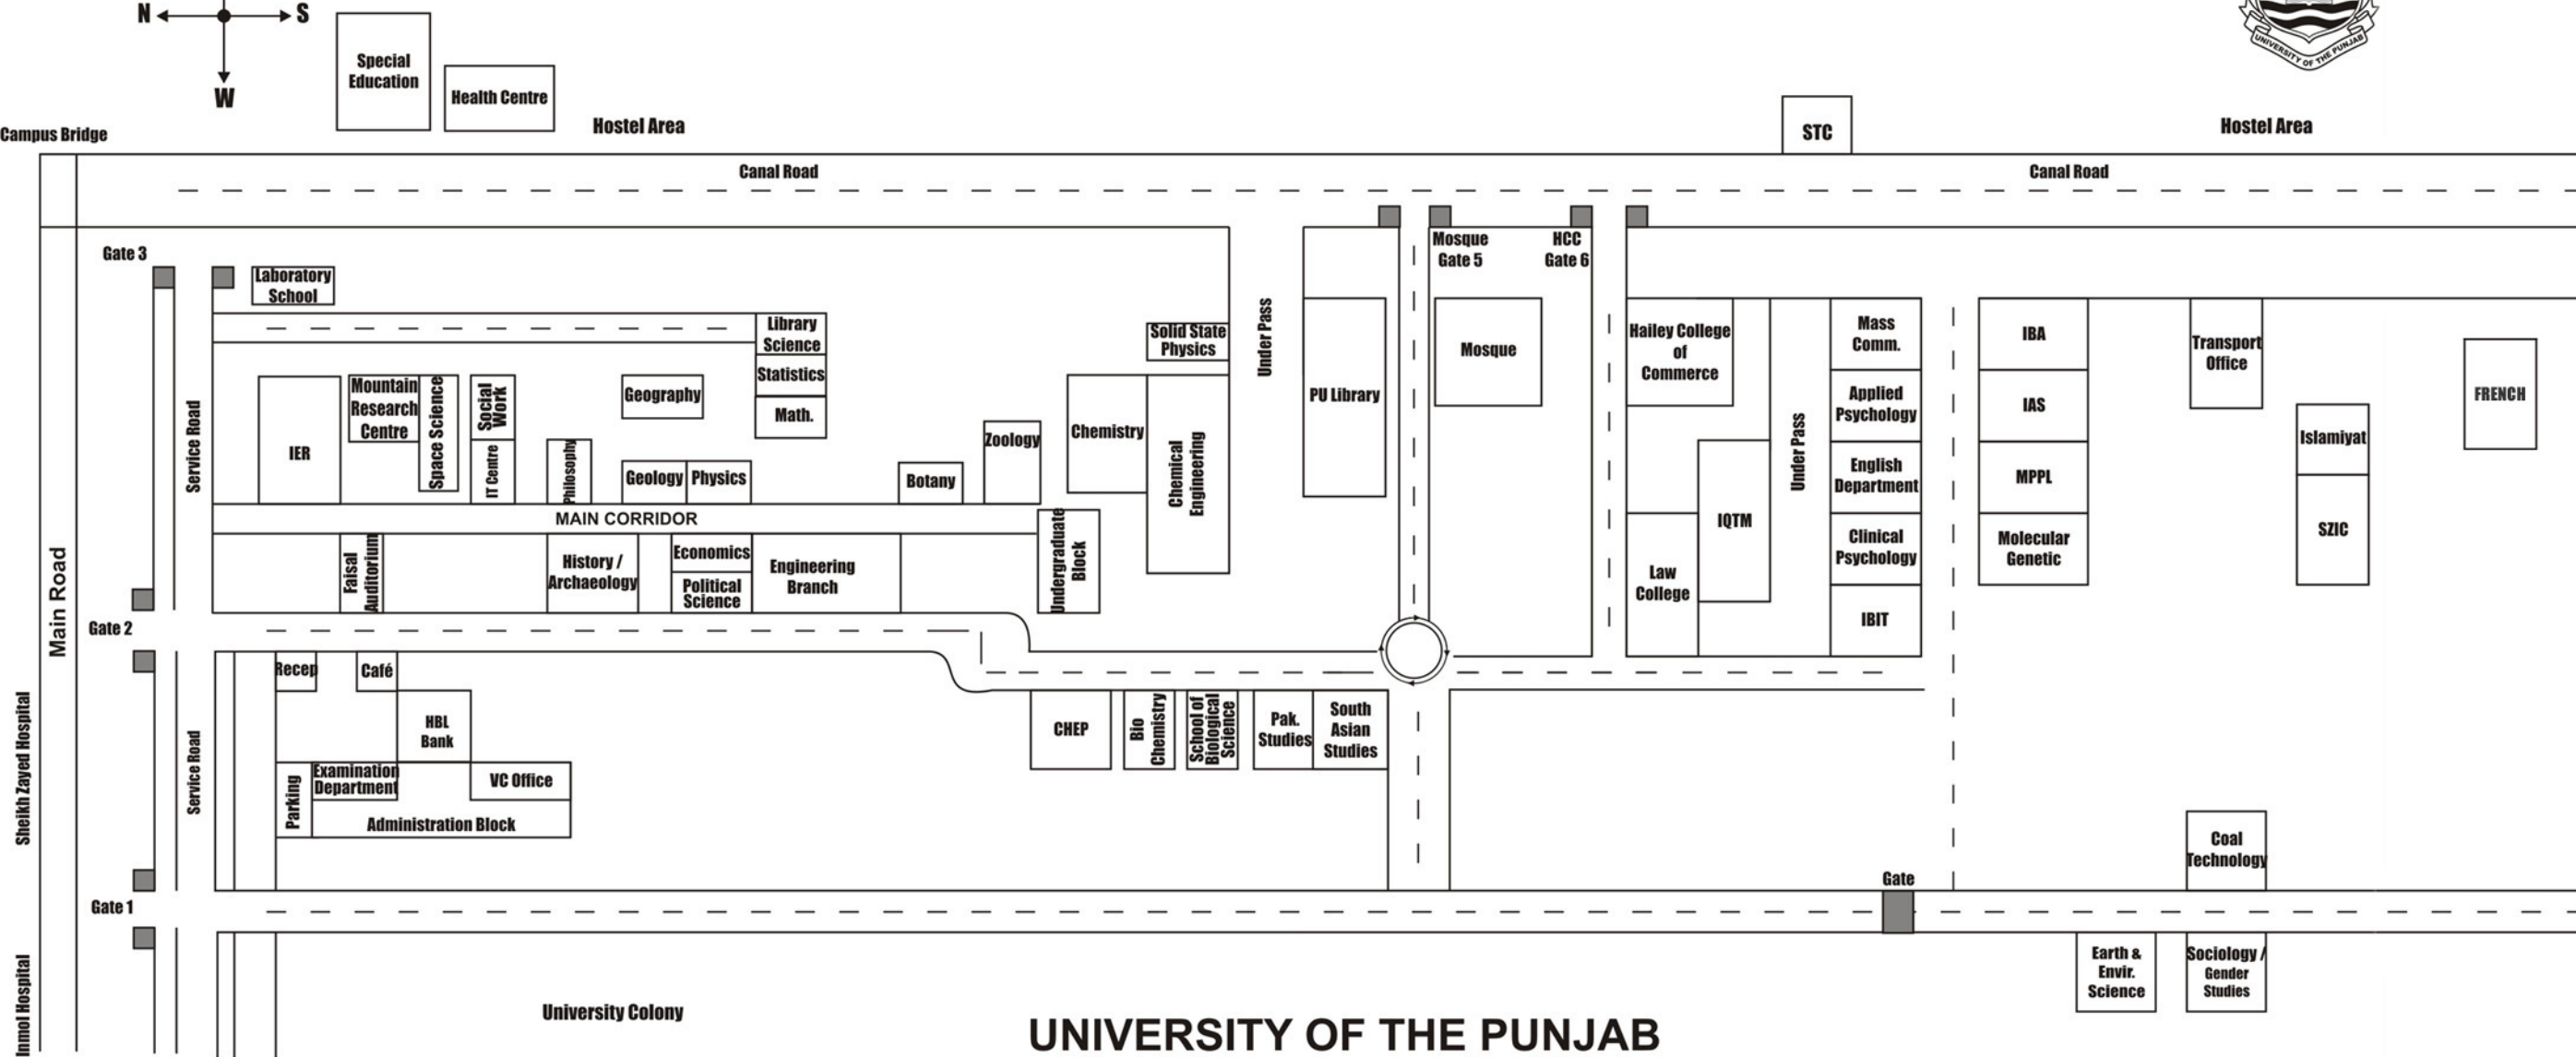 N
S
W
UNIVERSITY OF THE PUNJAB
Special
Education
Health Centre
Hostel Area
STC
Hostel Area
Campus Bridge
Canal Road
Canal Road
Gate 3
Laboratory
School
Mosque
Gate 5
HCC
Gate 6
Library
Science
Statistics
Math.
Solid State
Physics
Under Pass
PU Library
Mosque
Hailey College
of
Commerce
Under Pass
Mass
Comm.
Applied
Psychology
English
Department
Clinical
Psychology
IBIT
IBA
IAS
MPPL
Molecular
Genetic
Transport
Office
Islamiyat
SZIC
FRENCH
Service Road
IER
Mountain
Research
Centre
Space Science
Social
Work
IT Centre
Philosophy
Geography
Geology
Physics
Botany
Zoology
Chemistry
Chemical
Engineering
IQTM
Law
College
MAIN CORRIDOR
Faisal
Auditorium
History /
Archaeology
Economics
Political
Science
Engineering
Branch
Undergraduate
Block
Main Road
Gate 2
Recep
Café
HBL
Bank
Sheikh Zayed Hospital
Service Road
Parking
Examination
Department
VC Office
Administration Block
CHEP
Bio
Chemistry
School of
Biological
Science
Pak.
Studies
South
Asian
Studies
Coal
Technology
Gate
Gate 1
Earth &
Envir.
Science
Sociology /
Gender
Studies
Inmol Hospital
University Colony
UNIVERSITY OF THE PUNJAB